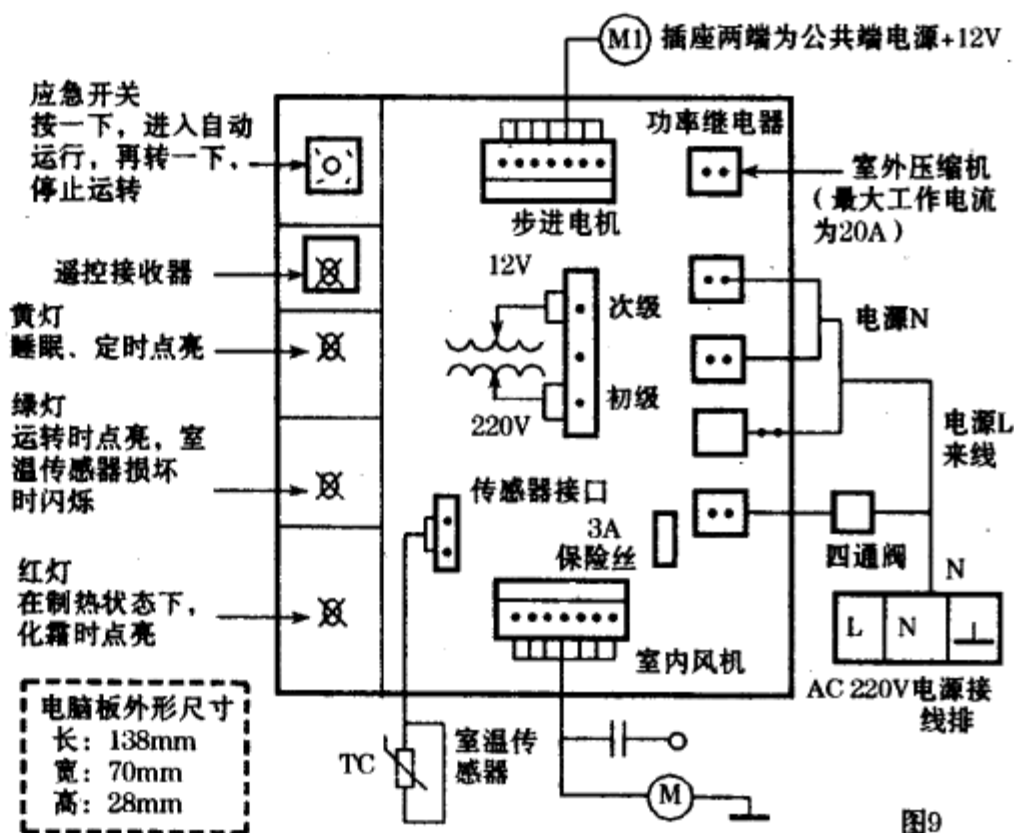 M1 插座两端为公共端电源+12V
应急开关
按一下，进入自动
运行，再转一下，
停止运转
功率继电器
室外压缩机
（最大工作电流
为20A）
步进电机
遥控接收器
12V
次级
电源N
黄灯
睡眠、定时点亮
初级
220V
绿灯
运转时点亮，室
温传感器损坏
时闪烁
电源L
来线
传感器接口
3A
保险丝
四通阀
N
红灯
在制热状态下，
化霜时点亮
L N
室内风机
AC 220V电源接
线排
电脑板外形尺寸
长：138mm
宽：70mm
高：28mm
TC
室温传
感器
M
图9